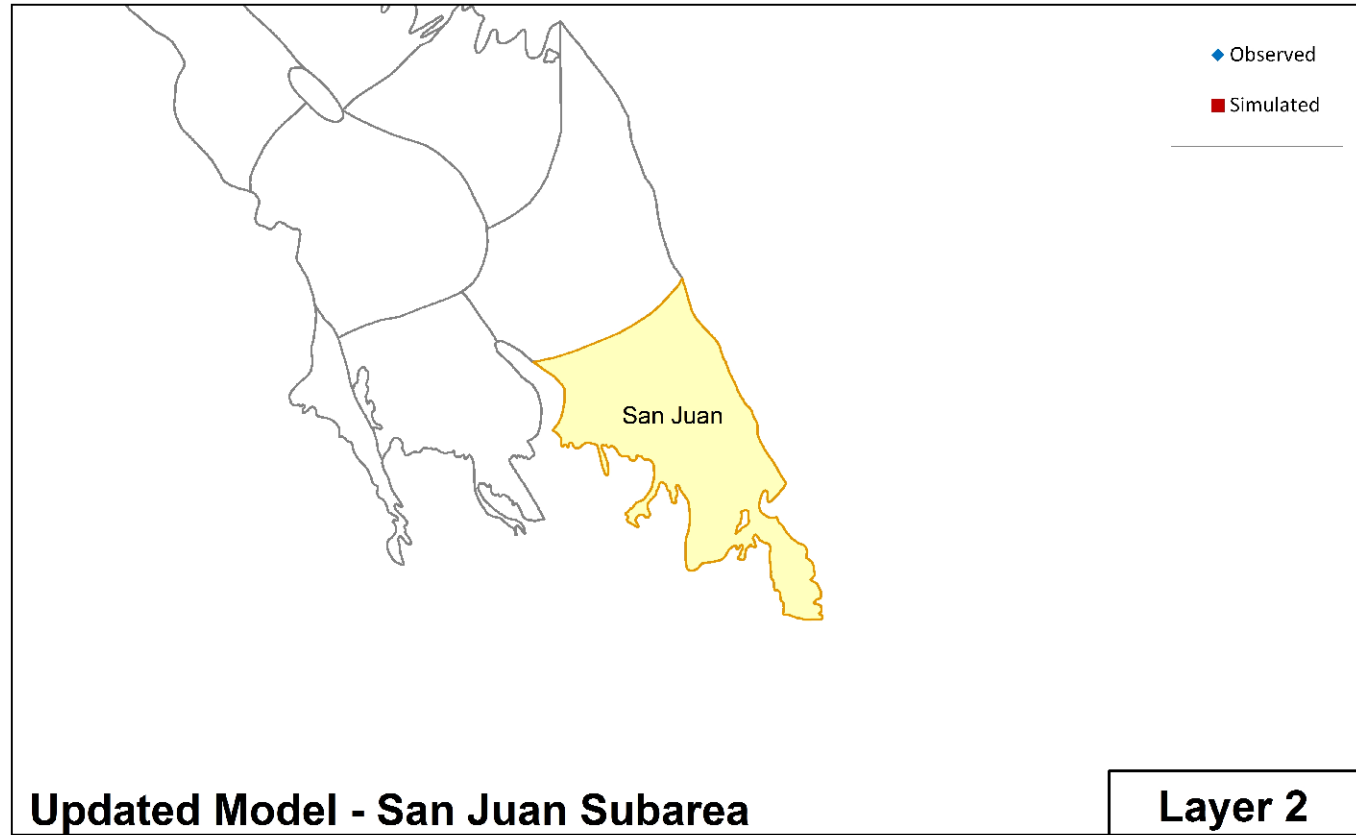 Observed
Simulated
San Juan
Updated Model - San Juan Subarea
Layer 2